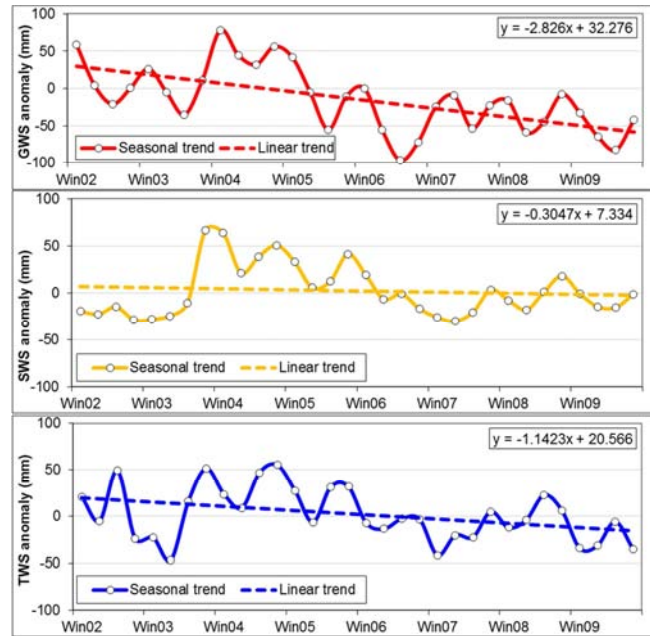 100
y = -2.826x + 32.276
50
0
-50
-100
GWS anomaly (mm)
Seasonal trend Linear trend
Win02 Win03 Win04 Win05 Win06 Win07 Win08 Win09
100
y = -0.3047x + 7.334
50
0
-50
-100
SWS anomaly (mm)
Seasonal trend Linear trend
Win02 Win03 Win04 Win05 Win06 Win07 Win08 Win09
100
y = -1.1423x + 20.566
50
0
-50
-100
TWS anomaly (mm)
Seasonal trend Linear trend
Win02 Win03 Win04 Win05 Win06 Win07 Win08 Win09